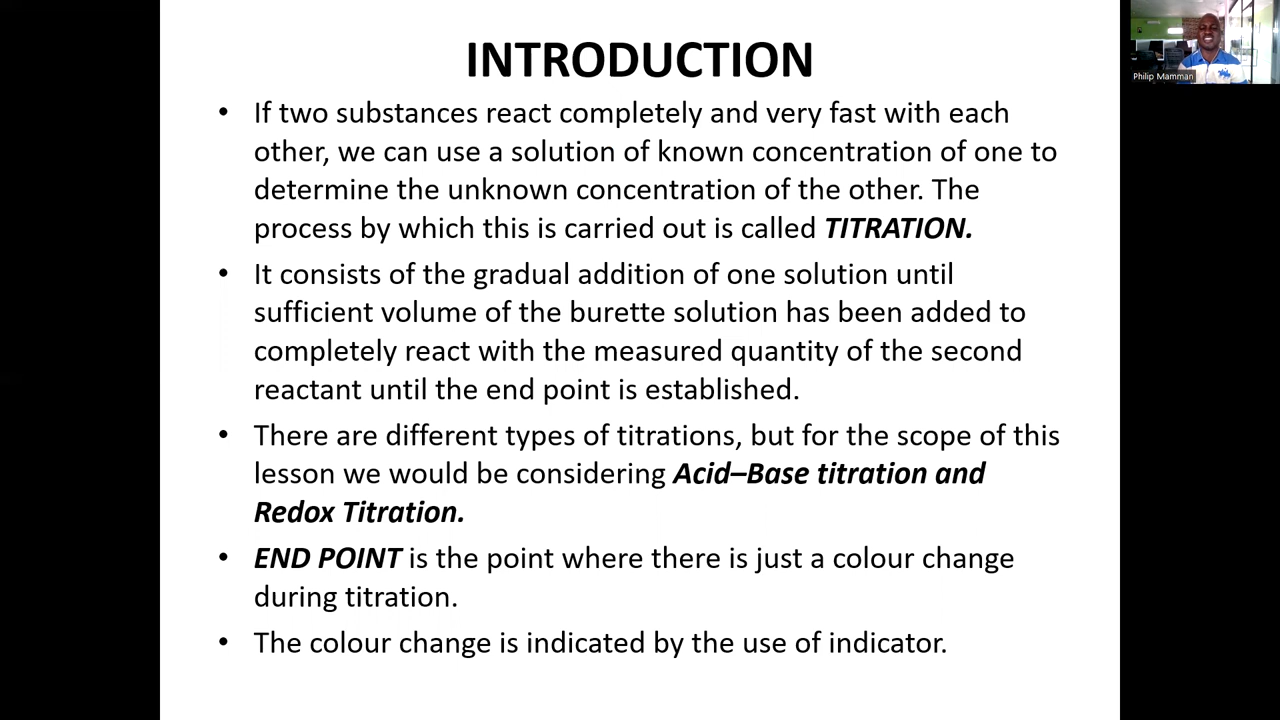 INTRODUCTION
• If two substances react completely and very fast with each
other, we can use a solution of known concentration of one to
determine the unknown concentration of the other. The
process by which this is carried out is called TITRATION.
• It consists of the gradual addition of one solution until
sufficient volume of the burette solution has been added to
completely react with the measured quantity of the second
reactant until the end point is established.
• There are different types of titrations, but for the scope of this
lesson we would be considering Acid–Base titration and
Redox Titration.
• END POINT is the point where there is just a colour change
during titration.
• The colour change is indicated by the use of indicator.
Philip Mamman